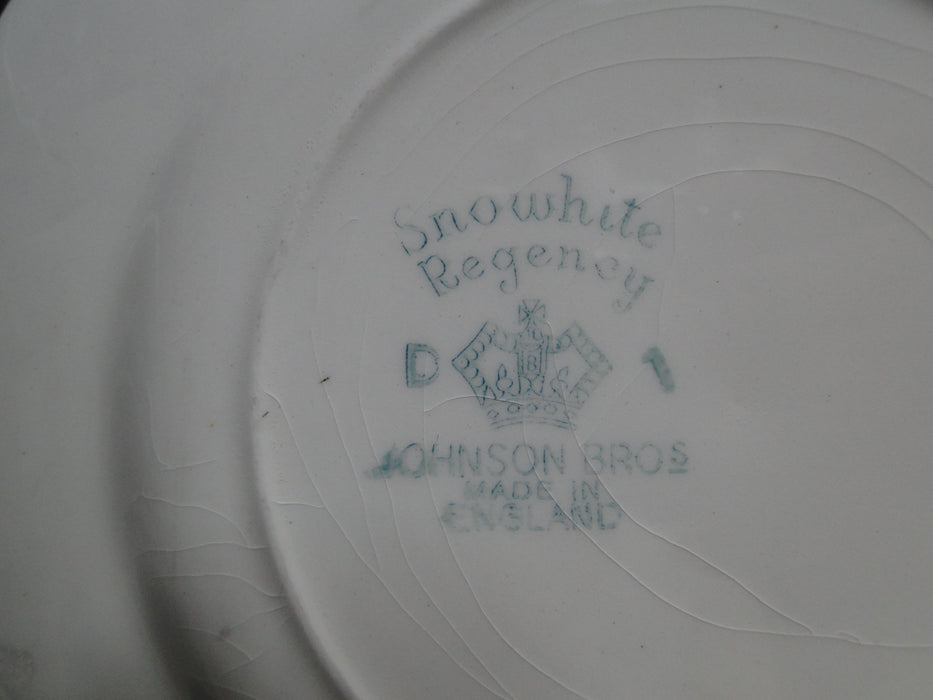 Snowhite
Regency
D 1
JOHNSON BROS
MADE IN
ENGLAND